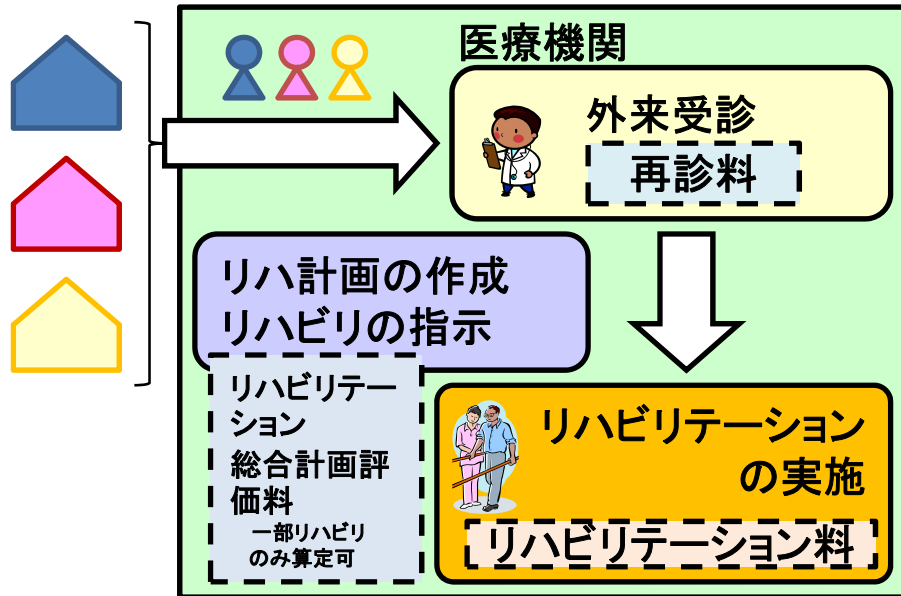 医療機関
外来受診
再診料
リハ計画の作成
リハビリの指示
リハビリテー
ション
総合計画評
価料
一部リハビリ
のみ算定可
リハビリテーション
の実施
リハビリテーション料